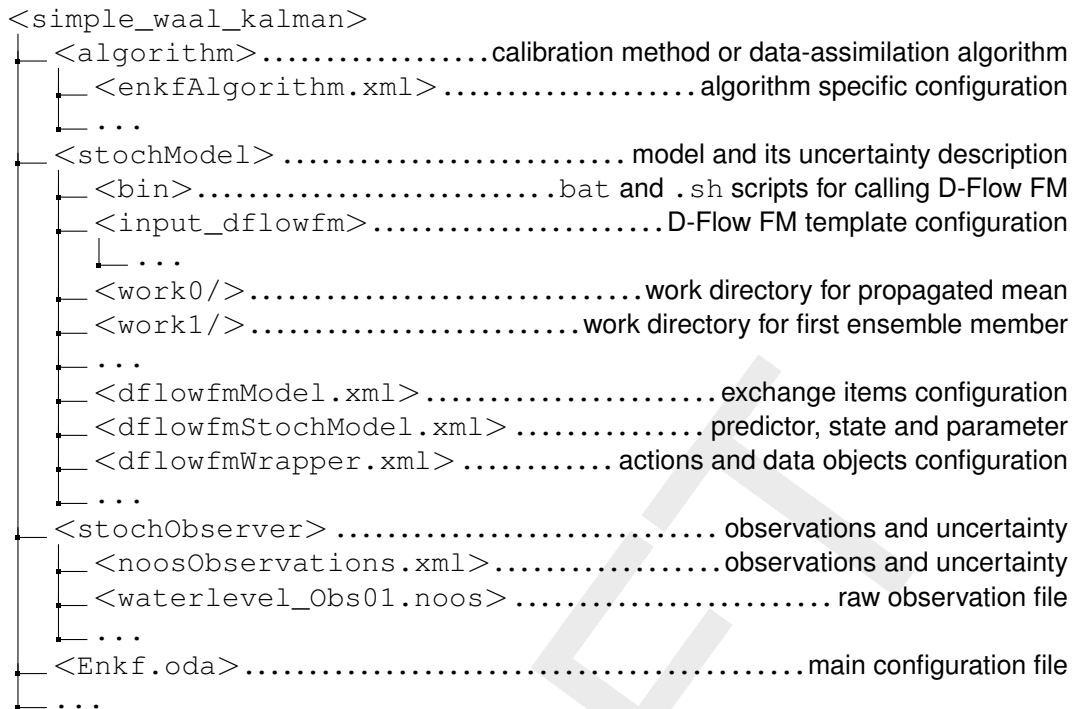 <simple_waal_kalman>
<algorithm>..................calibration method or data-assimilation algorithm
<enkfAlgorithm.xml>....................algorithm specific configuration
...
<stochModel>...........................model and its uncertainty description
<bin>............................bat and .sh scripts for calling D-Flow FM
<input_dflowfm>.......................D-Flow FM template configuration
...
<work0/>...............................work directory for propagated mean
<work1/>..........................work directory for first ensemble member
...
<dflowfmModel.xml>.......................exchange items configuration
<dflowfmStochModel.xml>...............predictor, state and parameter
<dflowfmWrapper.xml>............actions and data objects configuration
...
<stochObserver>..............................observations and uncertainty
<noosObservations.xml>..................observations and uncertainty
<waterlevel_Obs01.noos>.........................raw observation file
...
<Enkf.oda>............................................main configuration file
...